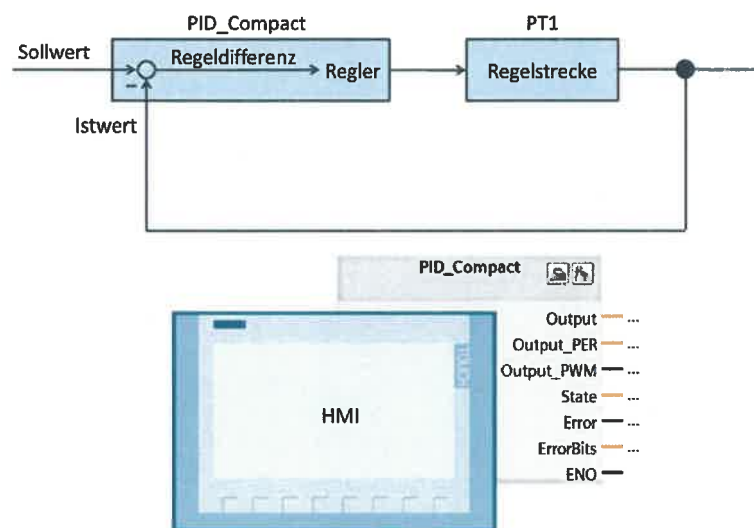 PID_Compact
PT1
Sollwert
Regeldifferenz
Regler
Regelstrecke
Istwert
PID_Compact
Output
Output_PER
Output_PWM
State
Error
ErrorBits
ENO
HMI